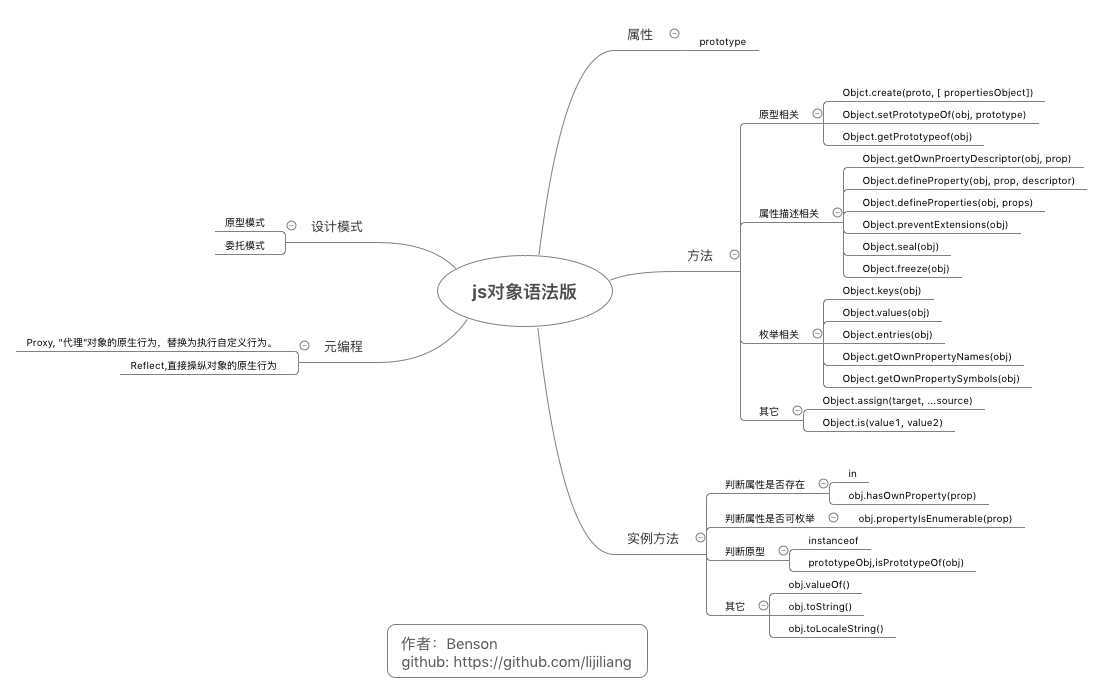 js对象语法版
属性
prototype
方法
原型相关
Objct.create(proto, [ propertiesObject])
Object.setPrototypeOf(obj, prototype)
Object.getPrototypeof(obj)
属性描述相关
Object.getOwnProertyDescriptor(obj, prop)
Object.defineProperty(obj, prop, descriptor)
Object.defineProperties(obj, props)
Object.preventExtensions(obj)
Object.seal(obj)
Object.freeze(obj)
枚举相关
Object.keys(obj)
Object.values(obj)
Object.entries(obj)
Object.getOwnPropertyNames(obj)
Object.getOwnPropertySymbols(obj)
其它
Object.assign(target, ...source)
Object.is(value1, value2)
实例方法
判断属性是否存在
in
obj.hasOwnProperty(prop)
判断属性是否可枚举
obj.propertyIsEnumerable(prop)
判断原型
instanceof
prototypeObj,isPrototypeOf(obj)
其它
obj.valueOf()
obj.toString()
obj.toLocaleString()
设计模式
原型模式
委托模式
元编程
Proxy, "代理"对象的原生行为，替换为执行自定义行为。
Reflect,直接操纵对象的原生行为
作者：Benson
github: https://github.com/lijiliang